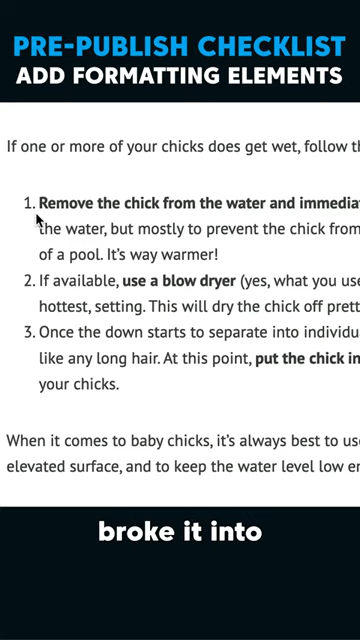 PRE-PUBLISH CHECKLIST
ADD FORMATTING ELEMENTS
If one or more of your chicks does get wet, follow
1. Remove the chick from the water and
the water, but mostly to prevent the chick from
of a pool. It's way warmer!
2. If available, use a blow dryer (yes, what you use
hottest, setting. This will dry the chick off
3. Once the down starts to separate into
like any long hair. At this point, put the chick in
your chicks.
When it comes to baby chicks, it's always best to
elevated surface, and to keep the water level low
broke it into